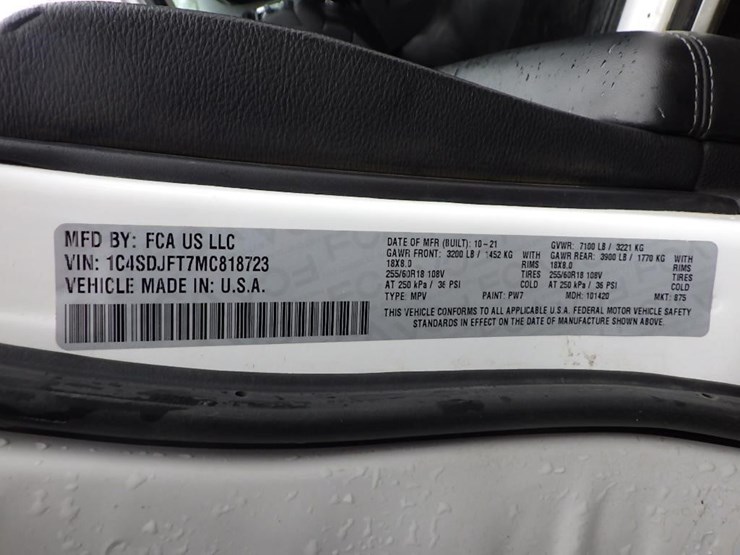 MFD BY: FCA US LLC
VIN: 1C4SDJFT7MC818723
VEHICLE MADE IN: U.S.A.
DATE OF MFR (BUILT): 10-21 GVWR: 7100 LB / 3221 KG
GAWR FRONT: 3200 LB / 1452 KG WITH GAWR REAR: 3900 LB / 1770 KG WITH
18X8.0 RIMS 18X8.0 RIMS
255/60R18 108V TIRES 255/60R18 108V TIRES
AT 250 kPa / 36 PSI COLD AT 250 kPa / 36 PSI COLD
TYPE: MPV PAINT: PW7 MDH: 101420 MKT: 875
THIS VEHICLE CONFORMS TO ALL APPLICABLE U.S.A. FEDERAL MOTOR VEHICLE SAFETY
STANDARDS IN EFFECT ON THE DATE OF MANUFACTURE SHOWN ABOVE.